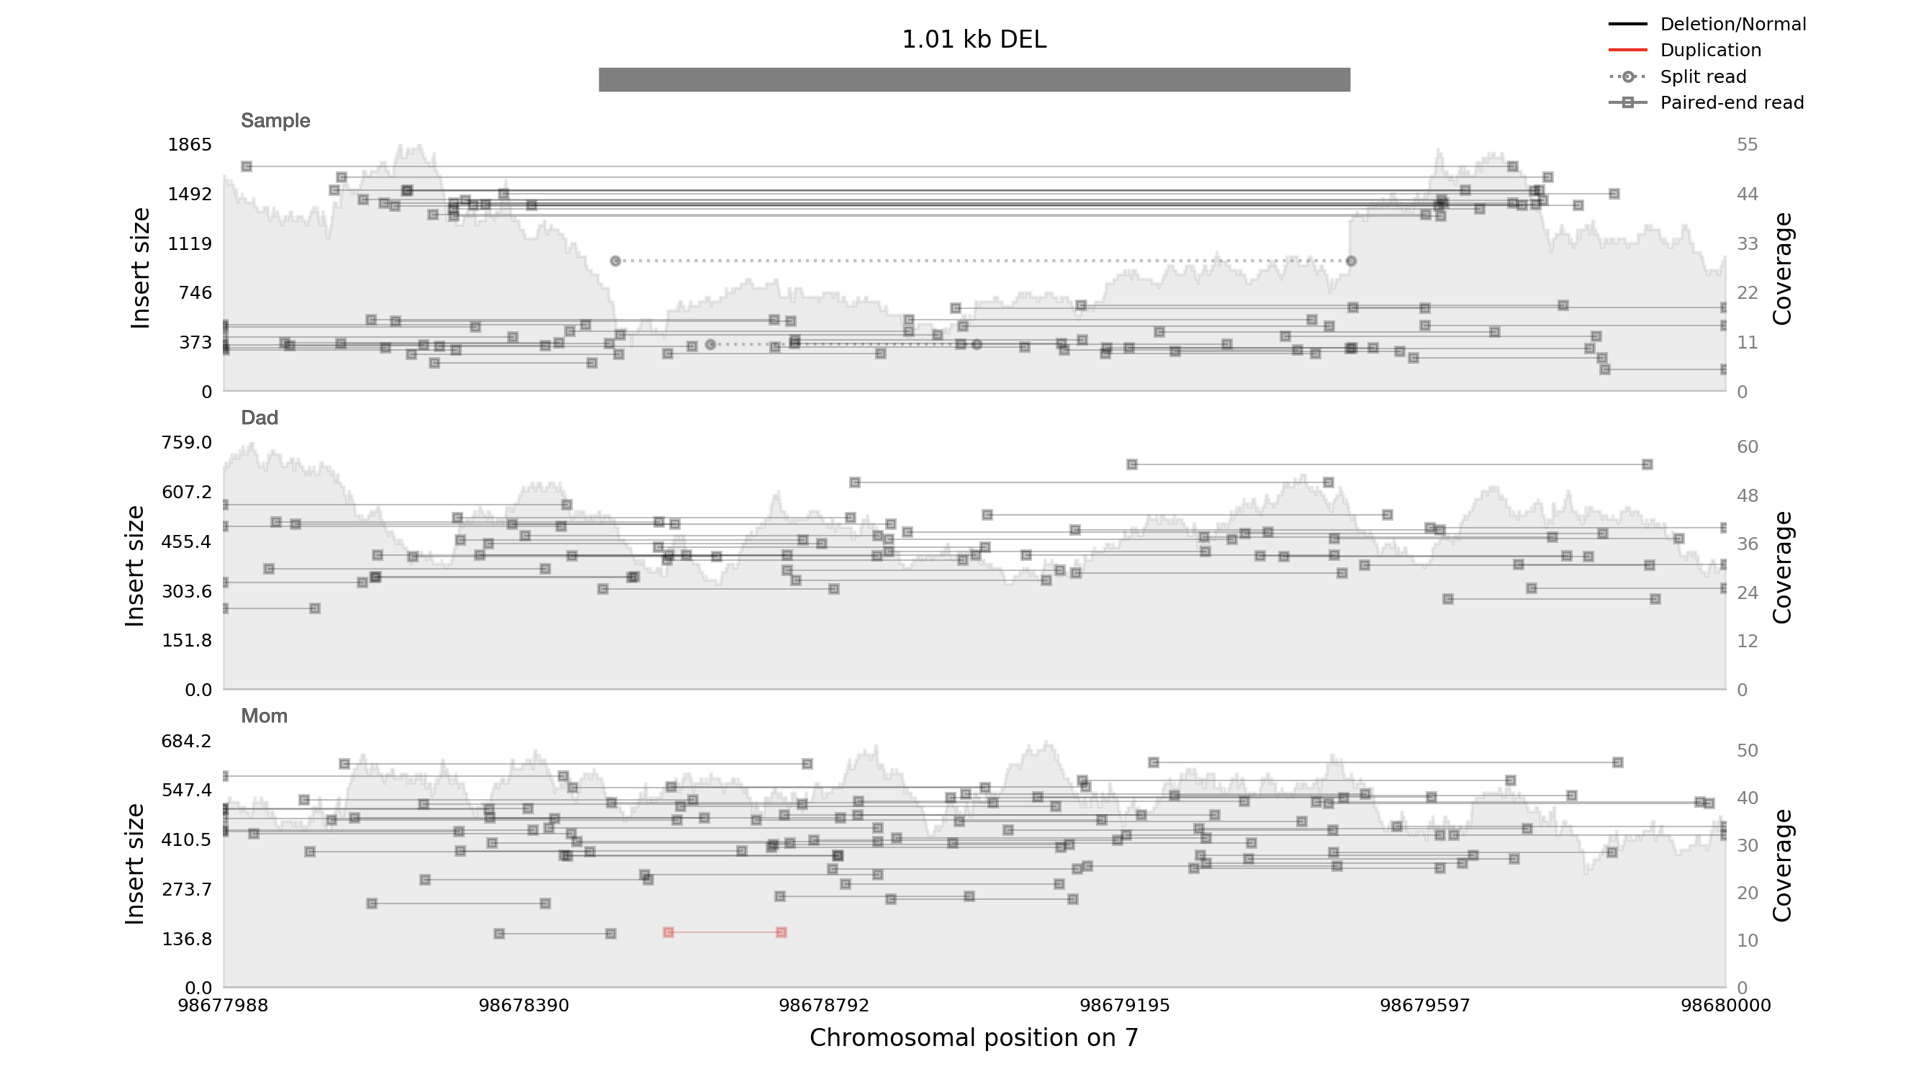 1.01 kb DEL
Deletion/Normal
Duplication
Split read
Paired-end read
Sample
1865
1492
1119
746
373
0
Insert size
55
44
33
22
11
0
Coverage
Dad
759.0
607.2
455.4
303.6
151.8
0.0
Insert size
60
48
36
24
12
0
Coverage
Mom
684.2
547.4
410.5
273.7
136.8
0.0
Insert size
50
40
30
20
10
0
Coverage
98677988 98678390 98678792 98679195 98679597 98680000
Chromosomal position on 7